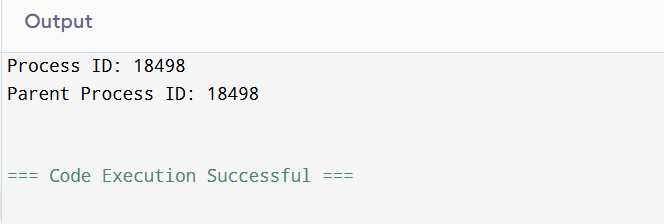 Output
Process ID: 18498
Parent Process ID: 18498
=== Code Execution Successful ===